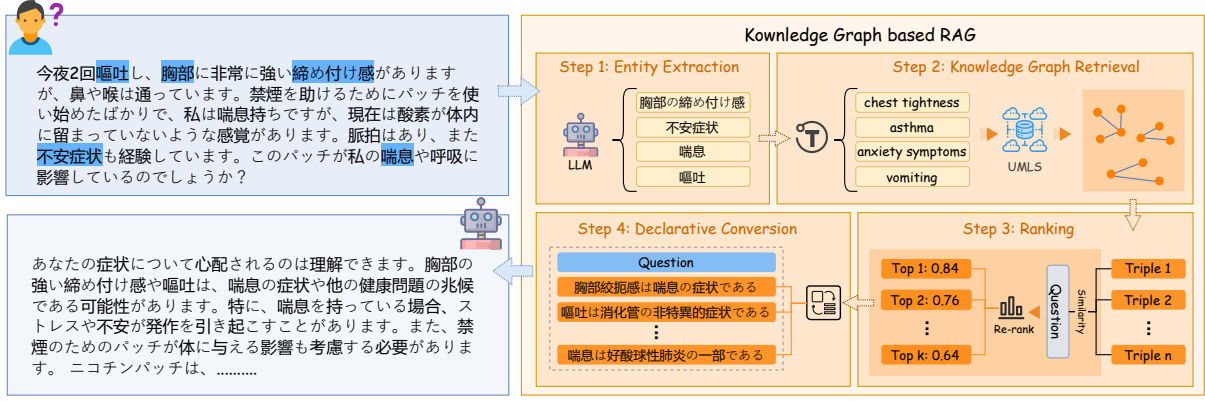 ?
今夜2回嘔吐し、胸部に非常に強い締め付け感があります
が、鼻や喉は通っています。禁煙を助けるためにパッチを使
い始めたばかりで、私は喘息持ちですが、現在は酸素が体内
に留まっていないような感覚があります。脈拍はあり、また
不安症状も経験しています。このパッチが私の喘息や呼吸に
影響しているのでしょうか？
あなたの症状について心配されるのは理解できます。胸部の
強い締め付け感や嘔吐は、喘息の症状や他の健康問題の兆候
である可能性があります。特に、喘息を持っている場合、ス
トレスや不安が発作を引き起こすことがあります。また、禁
煙のためのパッチが体に与える影響も考慮する必要がありま
す。 ニコチンパッチは、..........
Kownledge Graph based RAG
Step 1: Entity Extraction
LLM
胸部の締め付け感
不安症状
喘息
嘔吐
Step 2: Knowledge Graph Retrieval
T
chest tightness
asthma
anxiety symptoms
vomiting
UMLS
Step 3: Ranking
Top 1: 0.84
Top 2: 0.76
⋮
Top k: 0.64
Re-rank
Question
Similarity
Triple 1
Triple 2
⋮
Triple n
Step 4: Declarative Conversion
Question
胸部絞扼感は喘息の症状である
嘔吐は消化管の非特異的症状である
⋮
喘息は好酸球性肺炎の一部である